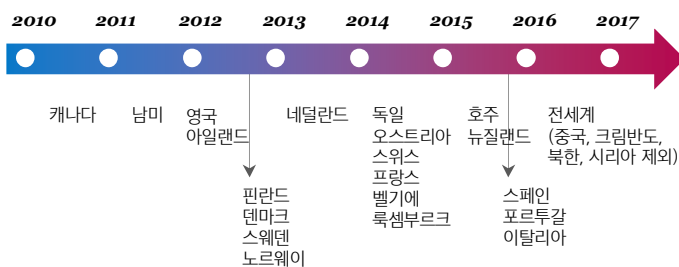 2010 2011 2012 2013 2014 2015 2016 2017
캐나다
남미
영국
아일랜드
핀란드
덴마크
스웨덴
노르웨이
네덜란드
독일
오스트리아
스위스
프랑스
벨기에
룩셈부르크
호주
뉴질랜드
스페인
포르투갈
이탈리아
전세계
(중국, 크림반도,
북한, 시리아 제외)